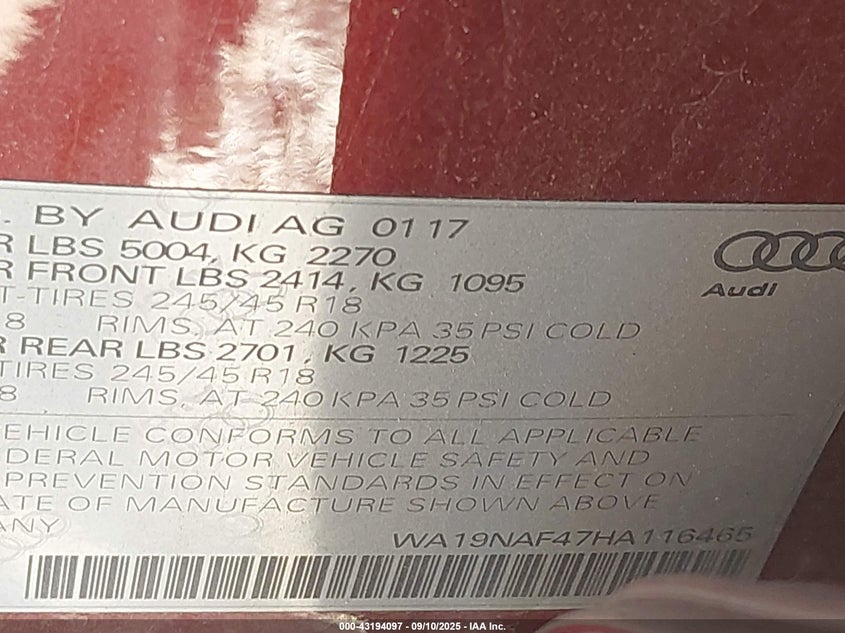 . BY AUDI AG 01 17
R LBS 5004, KG 2270
R FRONT LBS 2414, KG 1095
T-TIRES 245/45 R18
8 RIMS, AT 240 KPA 35 PSI COLD
R REAR LBS 2701, KG 1225
TIRES 245/45 R18
8 RIMS, AT 240 KPA 35 PSI COLD
Audi
EHICLE CONFORMS TO ALL APPLICABLE
DERAL MOTOR VEHICLE SAFETY AND
PREVENTION STANDARDS IN EFFECT ON
ATE OF MANUFACTURE SHOWN ABOVE
ANY
WA19NAF47HA116465
000-43194097 - 09/10/2025 - IAA Inc.